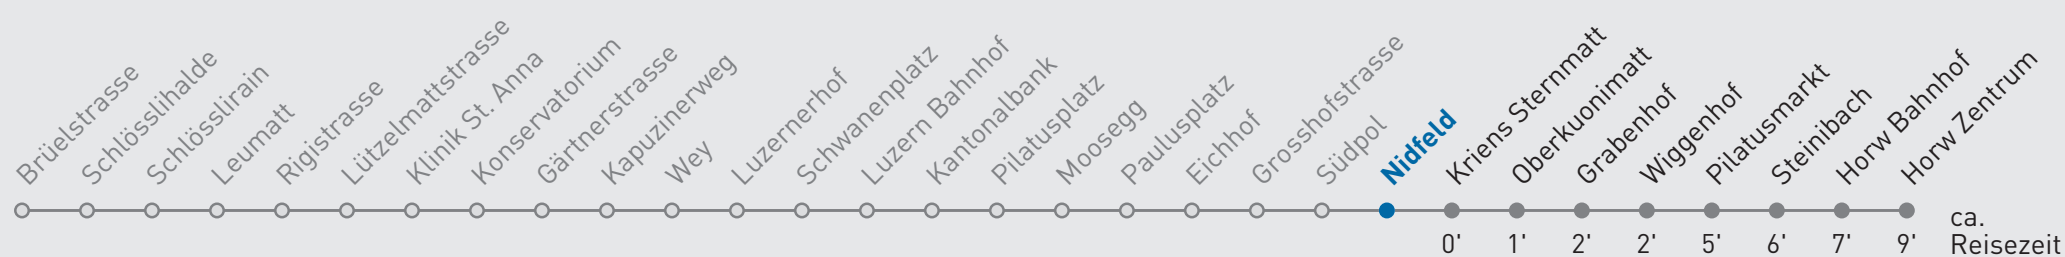 Brüelstrasse
Schlösslihalde
Schlösslirain
Leumatt
Rigistrasse
Lützelmattstrasse
Klinik St. Anna
Konservatorium
Gärtnerstrasse
Kapuzinerweg
Wey
Luzernerhof
Schwanenplatz
Luzern Bahnhof
Kantonalbank
Pilatusplatz
Moosegg
Paulusplatz
Eichhof
Grosshofstrasse
Südpol
Nidfeld
Kriens Sternmatt
Oberkuonimatt
Grabenhof
Wiggenhof
Pilatusmarkt
Steinibach
Horw Bahnhof
Horw Zentrum
ca.
0' 1' 2' 2' 5' 6' 7' 9' Reisezeit